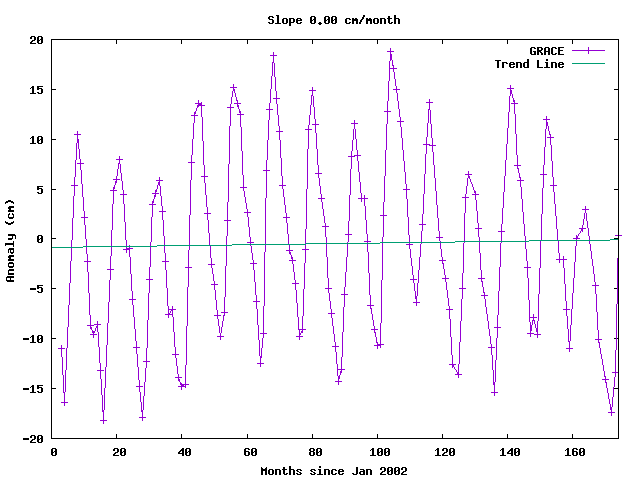 Slope 0.00 cm/month
GRACE
Trend Line
20
15
10
5
0
-5
-10
-15
-20
Anomaly (cm)
0 20 40 60 80 100 120 140 160
Months since Jan 2002